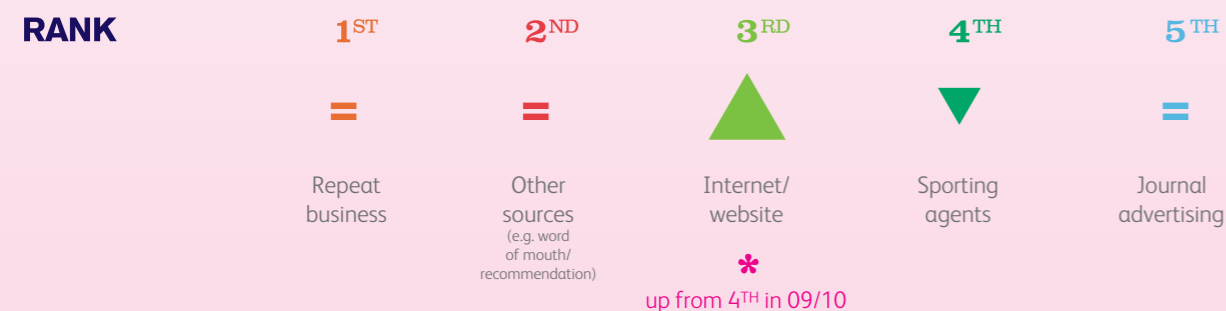 RANK 1ST 2ND 3RD 4TH 5TH
= = =
Repeat
business
Other
sources
(e.g. word
of mouth/
recommendation)
Internet/
website
*
up from 4TH in 09/10
Sporting
agents
Journal
advertising